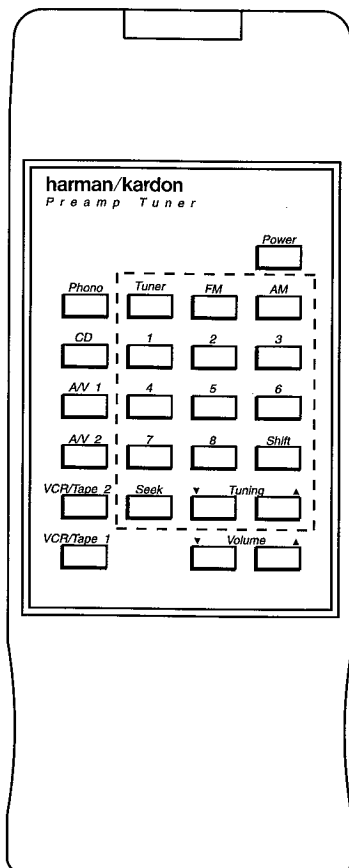 harman/kardon
Preamp Tuner
Power
Phono Tuner FM AM
CD 1 2 3
A/V 1 4 5 6
A/V 2 7 8 Shift
VCR/Tape 2 Seek ▼ Tuning ▲
VCR/Tape 1 ▼ Volume ▲